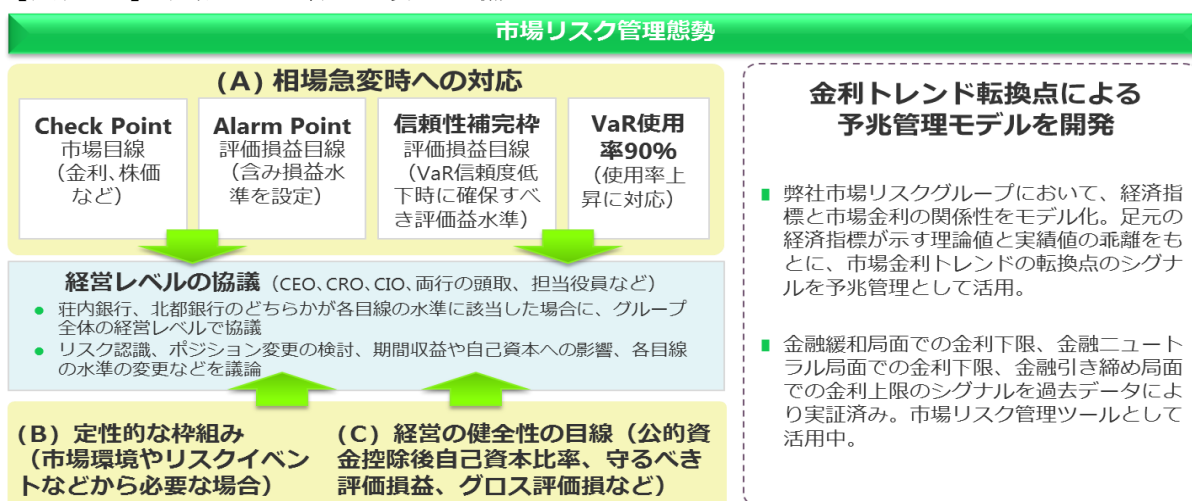 市場リスク管理態勢
(A) 相場急変時への対応
Check Point
市場目線
（金利、株価
など）
Alarm Point
評価損益目線
（含み損益水
準を設定）
信頼性補完枠
評価損益目線
（VaR信頼度低
下時に確保すべ
き評価益水準）
VaR使用
率90%
（使用率上
昇に対応）
経営レベルの協議（CEO、CRO、CIO、両行の頭取、担当役員など）
● 荘内銀行、北都銀行のどちらかが各目線の水準に該当した場合に、グループ
全体の経営レベルで協議
● リスク認識、ポジション変更の検討、期間収益や自己資本への影響、各目線
の水準の変更などを議論
(B) 定性的な枠組み
（市場環境やリスクイベン
トなどから必要な場合）
(C) 経営の健全性の目線（公的資
金控除後自己資本比率、守るべき
評価損益、グロス評価損など）
金利トレンド転換点による
予兆管理モデルを開発
弊社市場リスクグループにおいて、経済指
標と市場金利の関係性をモデル化。足元の
経済指標が示す理論値と実績値の乖離をも
とに、市場金利トレンドの転換点のシグナ
ルを予兆管理として活用。
金融緩和局面での金利下限、金融ニュート
ラル局面での金利下限、金融引き締め局面
での金利上限のシグナルを過去データによ
り実証済み。市場リスク管理ツールとして
活用中。